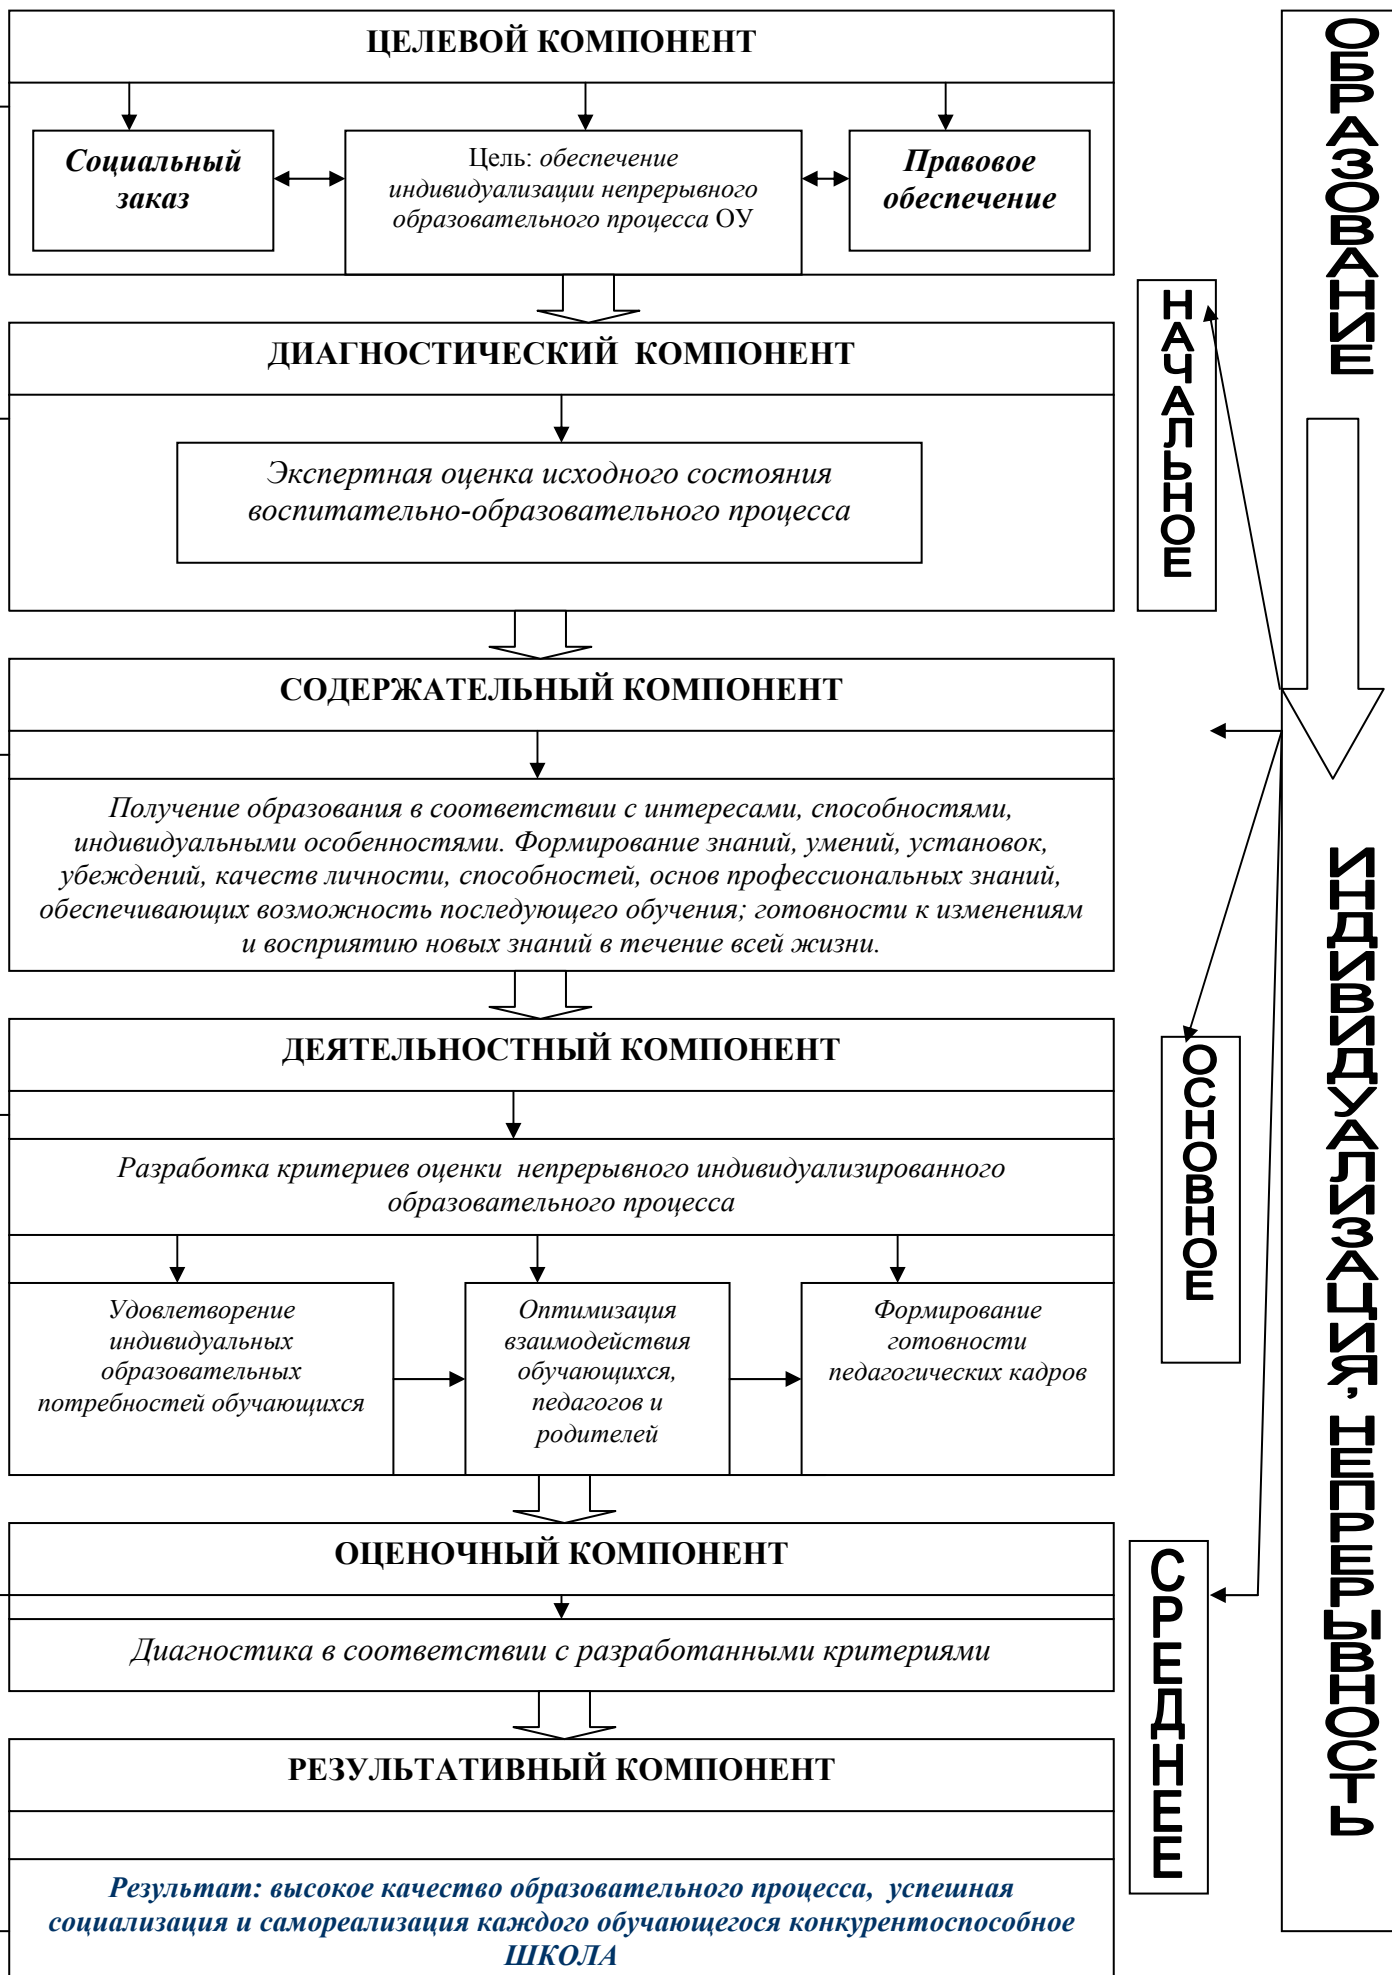 ЦЕЛЕВОЙ КОМПОНЕНТ
Социальный
заказ
Цель: обеспечение
индивидуализации непрерывного
образовательного процесса ОУ
Правовое
обеспечение
ДИАГНОСТИЧЕСКИЙ КОМПОНЕНТ
Экспертная оценка исходного состояния
воспитательно-образовательного процесса
СОДЕРЖАТЕЛЬНЫЙ КОМПОНЕНТ
Получение образования в соответствии с интересами, способностями,
индивидуальными особенностями. Формирование знаний, умений, установок,
убеждений, качеств личности, способностей, основ профессиональных знаний,
обеспечивающих возможность последующего обучения; готовности к изменениям
и восприятию новых знаний в течение всей жизни.
ДЕЯТЕЛЬНОСТНЫЙ КОМПОНЕНТ
Разработка критериев оценки непрерывного индивидуализированного
образовательного процесса
Удовлетворение
индивидуальных
образовательных
потребностей обучающихся
Оптимизация
взаимодействия
обучающихся,
педагогов и
родителей
Формирование
готовности
педагогических кадров
ОЦЕНОЧНЫЙ КОМПОНЕНТ
Диагностика в соответствии с разработанными критериями
РЕЗУЛЬТАТИВНЫЙ КОМПОНЕНТ
Результат: высокое качество образовательного процесса, успешная
социализация и самореализация каждого обучающегося конкурентоспособное
ШКОЛА
НАЧАЛЬНОЕ
ОСНОВНОЕ
СРЕДНЕЕ
ОБРАЗОВАНИЕ
ИНДИВИДУАЛИЗАЦИЯ, НЕПРЕРЫВНОСТЬ